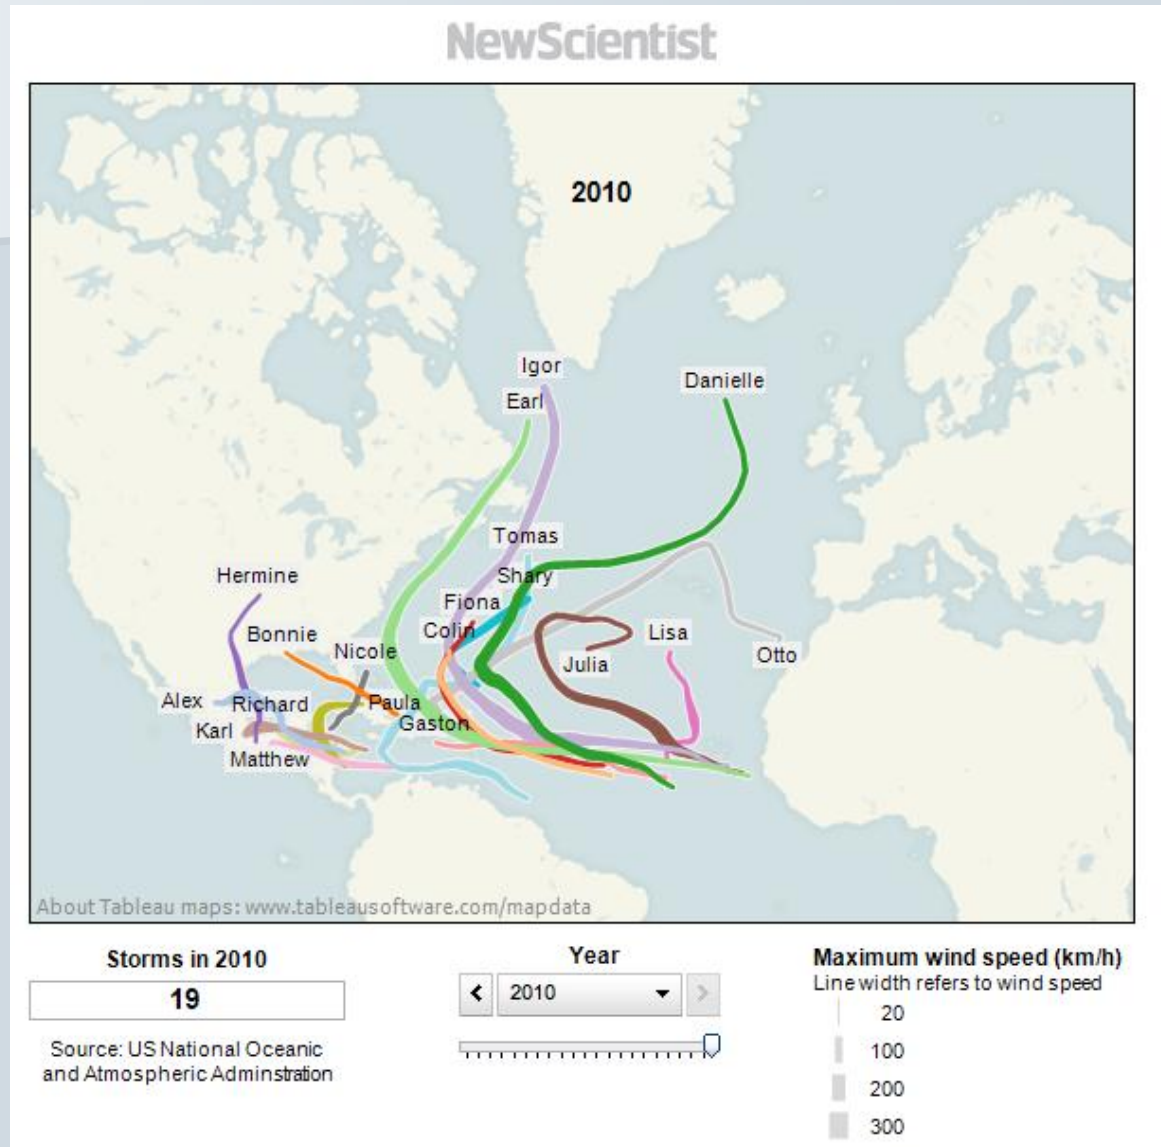 NewScientist
2010
Igor
Danielle
Earl
Tomas
Hermine
Shary
Fiona
Colin
Bonnie
Lisa
Nicole
Otto
Julia
Alex
Richard
Paula
Karl
Gaston
Matthew
About Tableau maps: www.tableausoftware.com/mapdata
Storms in 2010
19
Source: US National Oceanic
and Atmospheric Adminstration
Year
2010
Maximum wind speed (km/h)
Line width refers to wind speed
20
100
200
300